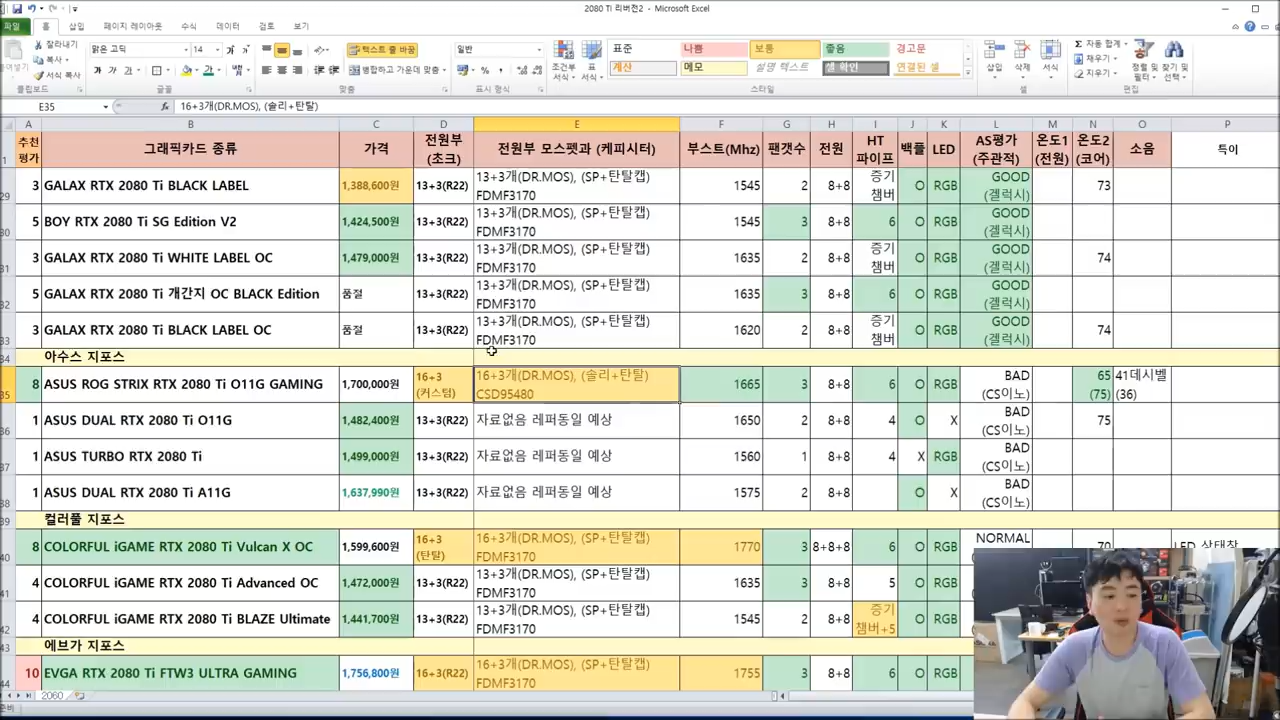 2080 Ti 리버전2 - Microsoft Excel
파일 홈 삽입 페이지 레이아웃 수식 데이터 검토 보기
잘라내기 맑은 고딕 14 텍스트 줄 바꿈 일반 표준 나쁨 보통 좋음 경고문 자동 합계
복사 채우기
서식 복사 병합하고 가운데 맞춤 조건부 서식 표 서식 계산 메모 설명 텍스트 셀 확인 연결된 셀 삽입 삭제 서식 지우기 정렬 및 필터 찾기 및 선택
클립보드 글꼴 맞춤 표시 형식 스타일 셀 편집
E35 fx 16+3개(DR.MOS), (솔리+탄탈)
A B C D E F G H I J K L M N O P
추천 평가 그래픽카드 종류 가격 전원부 (초크) 전원부 모스펫과 (케피시터) 부스트(Mhz) 팬갯수 전원 HT 파이프 백플 LED AS평가 (주관적) 온도1 (전원) 온도2 (코어) 소음 특이
3 GALAX RTX 2080 Ti BLACK LABEL 1,388,600원 13+3(R22) 13+3개(DR.MOS), (SP+탄탈캡) FDMF3170 1545 2 8+8 증기 챔버 O RGB GOOD (겔럭시) 73
5 BOY RTX 2080 Ti SG Edition V2 1,424,500원 13+3(R22) 13+3개(DR.MOS), (SP+탄탈캡) FDMF3170 1545 3 8+8 6 O RGB GOOD (겔럭시)
3 GALAX RTX 2080 Ti WHITE LABEL OC 1,479,000원 13+3(R22) 13+3개(DR.MOS), (SP+탄탈캡) FDMF3170 1635 2 8+8 증기 챔버 O RGB GOOD (겔럭시) 74
5 GALAX RTX 2080 Ti 개간지 OC BLACK Edition 품절 13+3(R22) 13+3개(DR.MOS), (SP+탄탈캡) FDMF3170 1635 3 8+8 6 O RGB GOOD (겔럭시)
3 GALAX RTX 2080 Ti BLACK LABEL OC 품절 13+3(R22) 13+3개(DR.MOS), (SP+탄탈캡) FDMF3170 1620 2 8+8 증기 챔버 O RGB GOOD (겔럭시) 74
아수스 지포스
8 ASUS ROG STRIX RTX 2080 Ti O11G GAMING 1,700,000원 16+3 (커스텀) 16+3개(DR.MOS), (솔리+탄탈) CSD95480 1665 3 8+8 6 O RGB BAD (CS이노) 65 (75) 41데시벨 (36)
1 ASUS DUAL RTX 2080 Ti O11G 1,482,400원 13+3(R22) 자료없음 레퍼동일 예상 1650 2 8+8 4 O X BAD (CS이노) 75
1 ASUS TURBO RTX 2080 Ti 1,499,000원 13+3(R22) 자료없음 레퍼동일 예상 1560 1 8+8 4 X RGB BAD (CS이노)
1 ASUS DUAL RTX 2080 Ti A11G 1,637,990원 13+3(R22) 자료없음 레퍼동일 예상 1575 2 8+8 O X BAD (CS이노)
컬러풀 지포스
8 COLORFUL iGAME RTX 2080 Ti Vulcan X OC 1,599,600원 16+3 (탄탈) 16+3개(DR.MOS), (SP+탄탈캡) FDMF3170 1770 3 8+8+8 6 O RGB NORMAL 70 LED 상태창
4 COLORFUL iGAME RTX 2080 Ti Advanced OC 1,472,000원 13+3(R22) 13+3개(DR.MOS), (SP+탄탈캡) FDMF3170 1635 3 8+8 5 O RGB
4 COLORFUL iGAME RTX 2080 Ti BLAZE Ultimate 1,441,700원 13+3(R22) 13+3개(DR.MOS), (SP+탄탈캡) FDMF3170 1545 2 8+8 증기 챔버+5 O RGB
에브가 지포스
10 EVGA RTX 2080 Ti FTW3 ULTRA GAMING 1,756,800원 16+3(R22) 16+3개(DR.MOS), (SP+탄탈캡) FDMF3170 1755 3 8+8 6 O RGB
2060